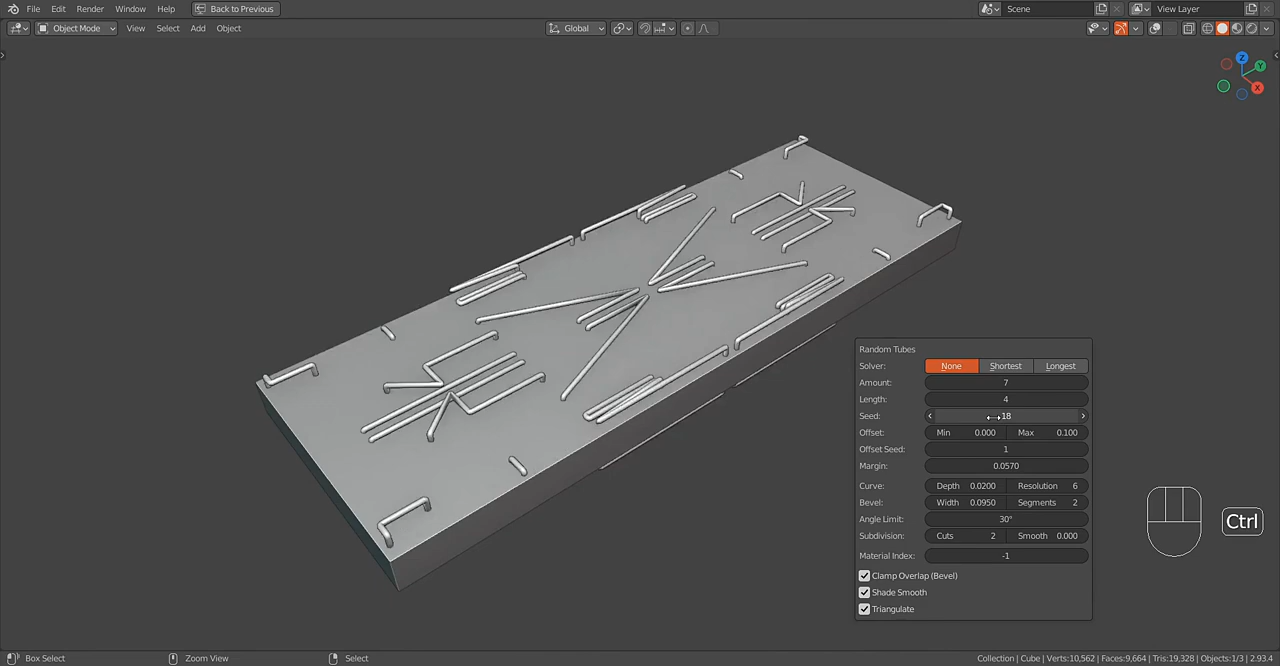 File Edit Render Window Help Back to Previous Scene View Layer
Object Mode View Select Add Object Global
Z
Y
X
Random Tubes
Solver: None Shortest Longest
Amount: 7
Length: 4
Seed: 18
Offset: Min 0.000 Max 0.100
Offset Seed: 1
Margin: 0.0570
Curve: Depth 0.0200 Resolution 6
Bevel: Width 0.0950 Segments 2
Angle Limit: 30°
Subdivision: Cuts 2 Smooth 0.000
Material Index: -1
Clamp Overlap (Bevel)
Shade Smooth
Triangulate
Ctrl
Box Select Zoom View Select Collection | Cube | Verts:10,562 | Faces:9,664 | Tris:19,328 | Objects:1/3 | 2.93.4